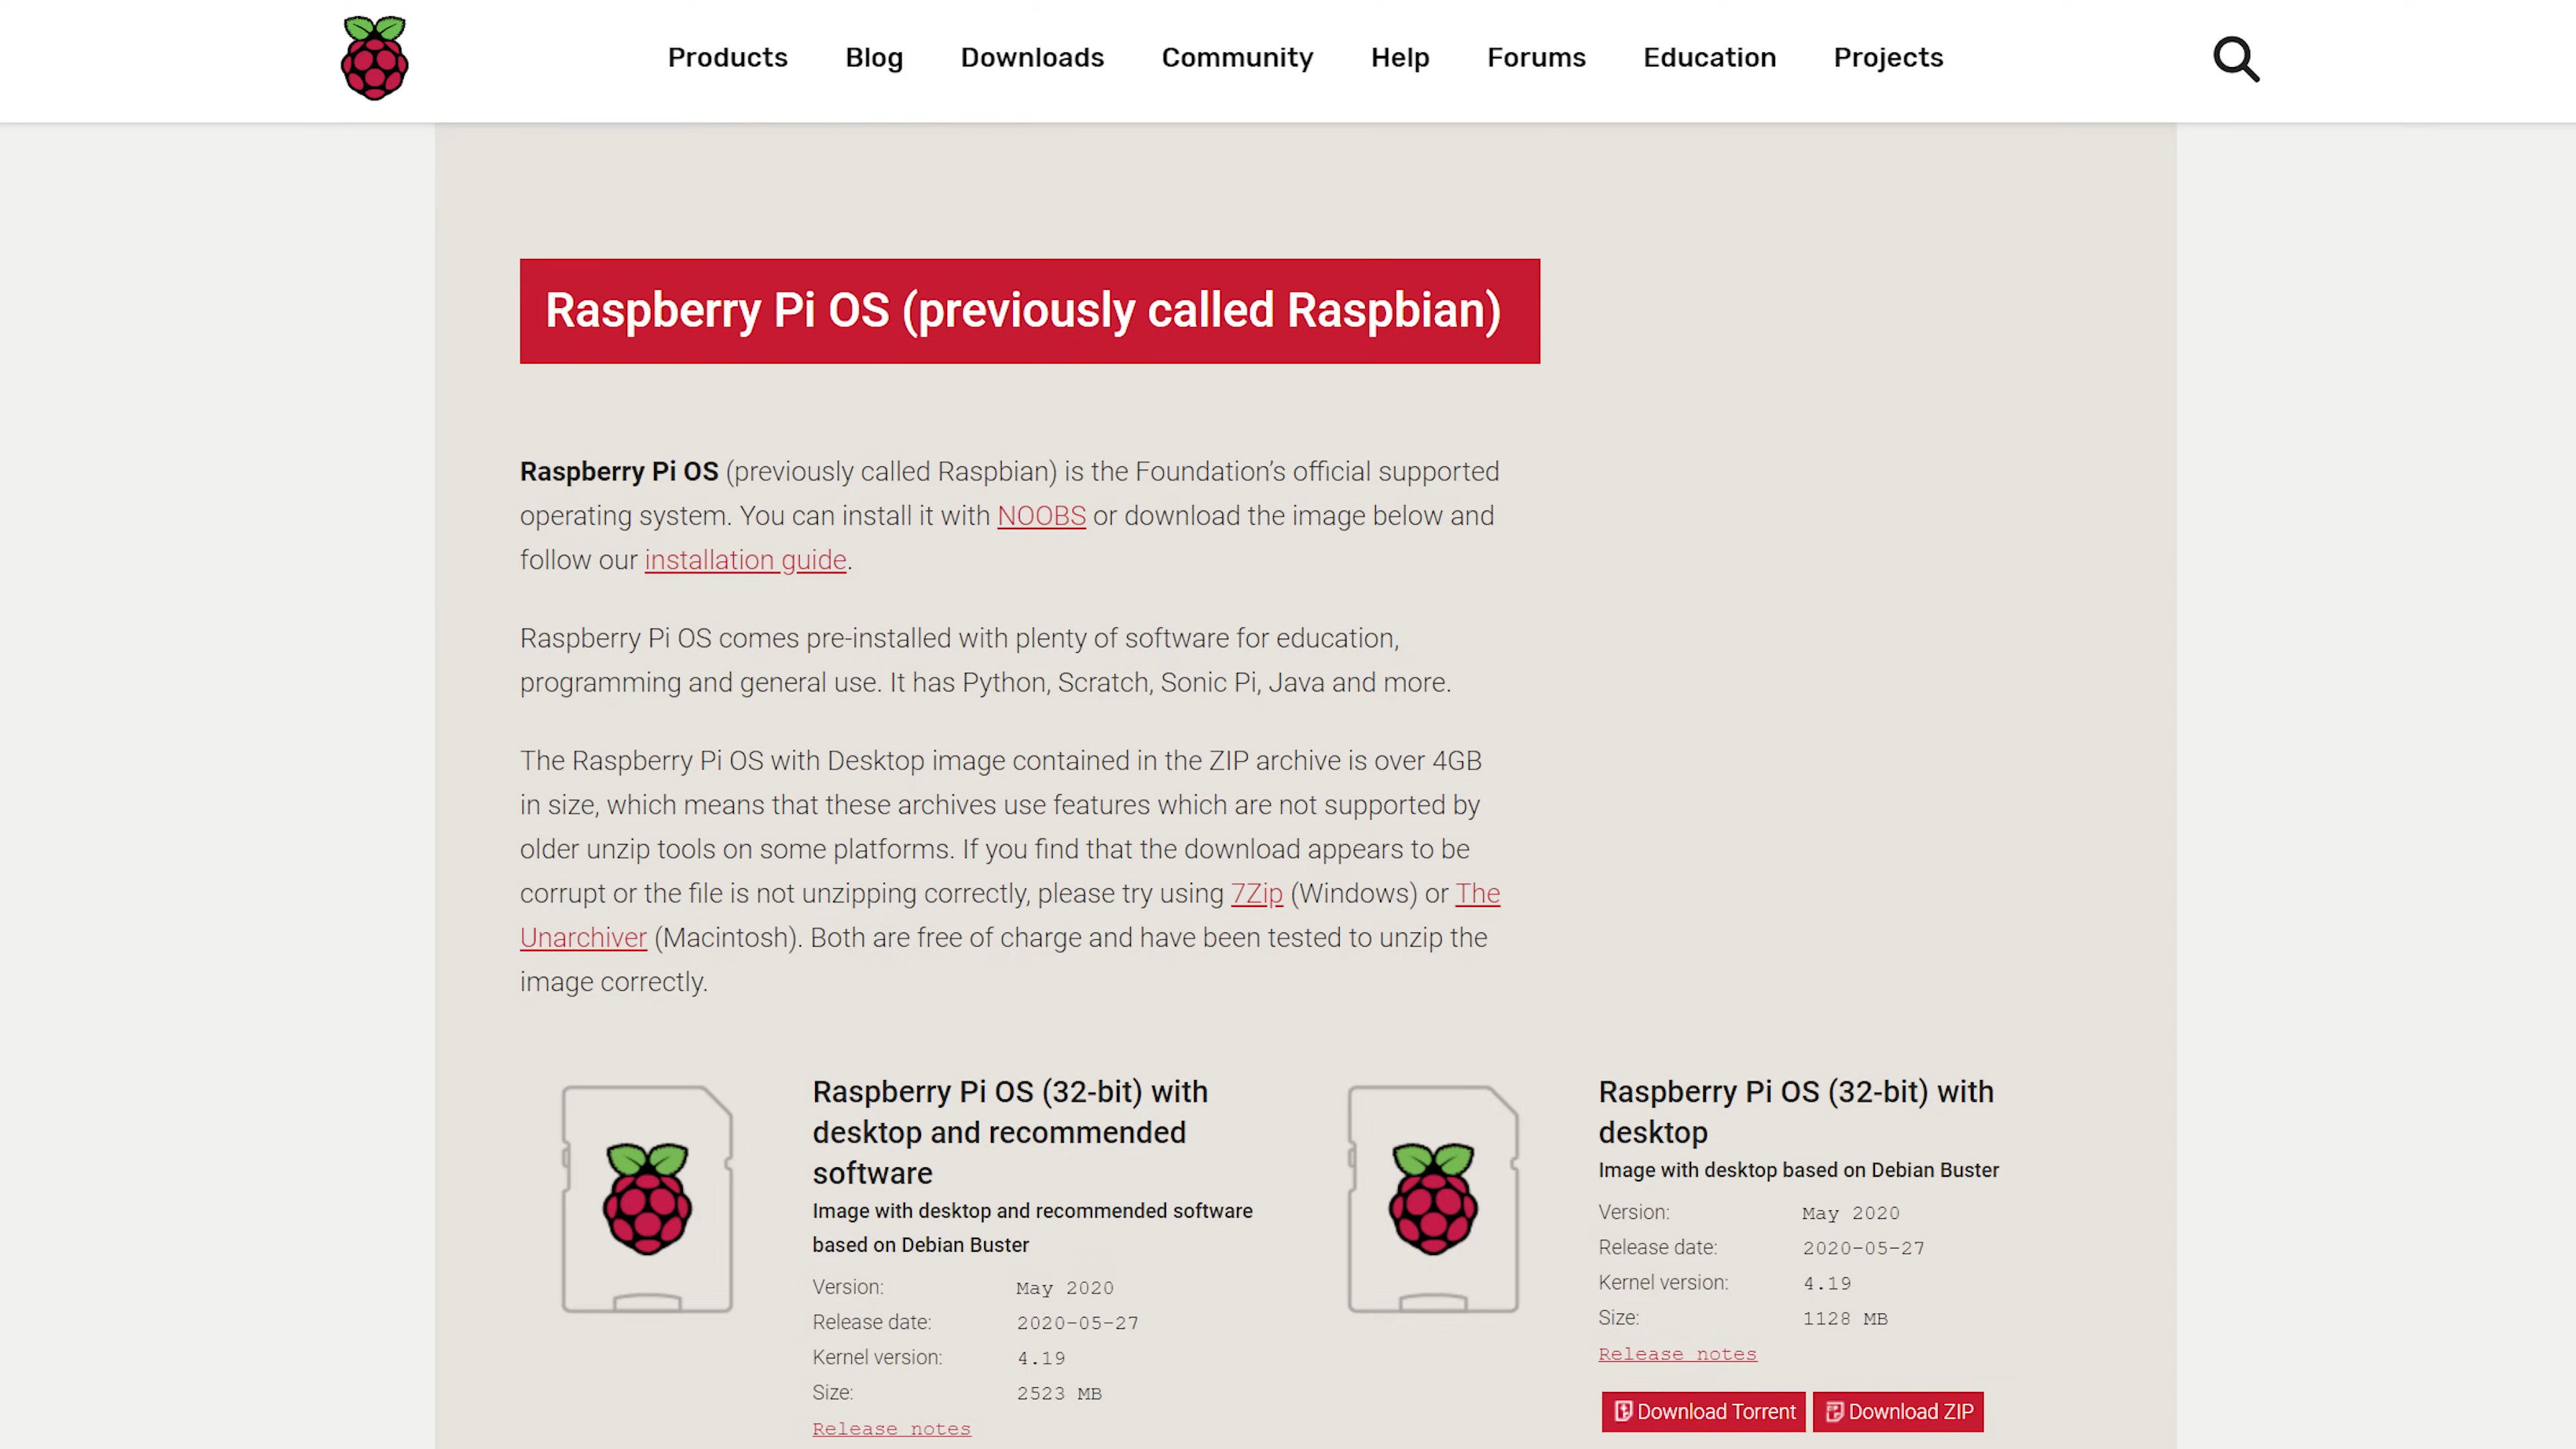 Products Blog Downloads Community Help Forums Education Projects
Raspberry Pi OS (previously called Raspbian)
Raspberry Pi OS (previously called Raspbian) is the Foundation's official supported
operating system. You can install it with NOOBS or download the image below and
follow our installation guide.
Raspberry Pi OS comes pre-installed with plenty of software for education,
programming and general use. It has Python, Scratch, Sonic Pi, Java and more.
The Raspberry Pi OS with Desktop image contained in the ZIP archive is over 4GB
in size, which means that these archives use features which are not supported by
older unzip tools on some platforms. If you find that the download appears to be
corrupt or the file is not unzipping correctly, please try using 7Zip (Windows) or The
Unarchiver (Macintosh). Both are free of charge and have been tested to unzip the
image correctly.
Raspberry Pi OS (32-bit) with
desktop and recommended
software
Image with desktop and recommended software
based on Debian Buster
Version: May 2020
Release date: 2020-05-27
Kernel version: 4.19
Size: 2523 MB
Release notes
Raspberry Pi OS (32-bit) with
desktop
Image with desktop based on Debian Buster
Version: May 2020
Release date: 2020-05-27
Kernel version: 4.19
Size: 1128 MB
Release notes
Download Torrent Download ZIP